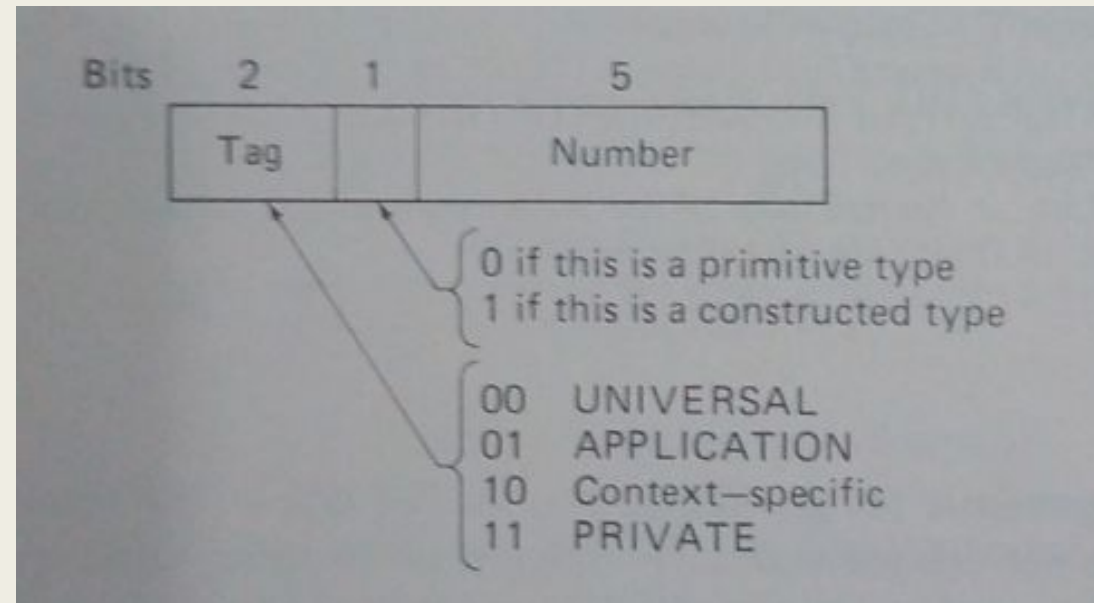 Bits 2 1 5
Tag Number
0 if this is a primitive type
1 if this is a constructed type
00 UNIVERSAL
01 APPLICATION
10 Context–specific
11 PRIVATE